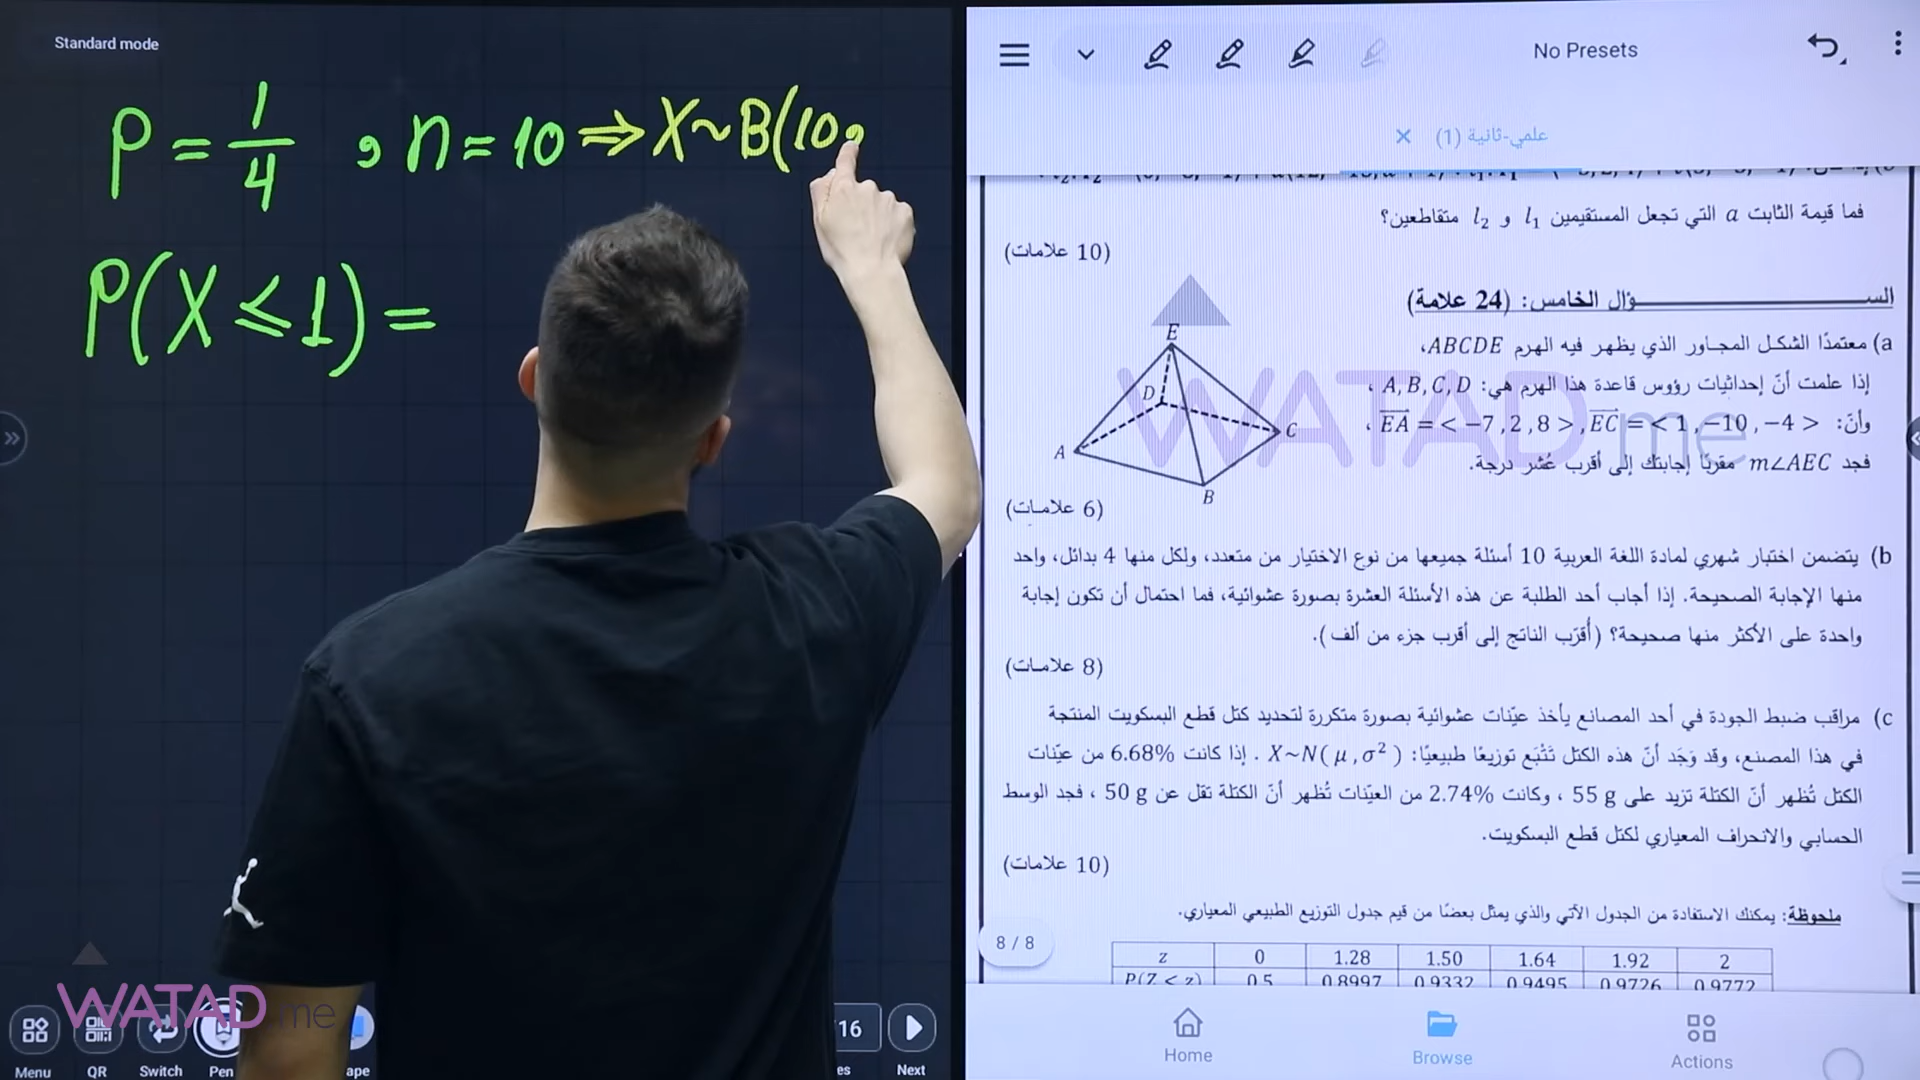 Standard mode
P = 1/4 , n = 10 ⇒ X ~ B(10,
P(X ≤ 1) =
Menu
QR
Switch
Pen
16
Next
WATAD me
No Presets
علمي-ثانية (1)
فما قيمة الثابت a التي تجعل المستقيمين l₁ و l₂ متقاطعين؟
(10 علامات)
الســـــــؤال الخامس: (24 علامة)
a) معتمدًا الشكل المجاور الذي يظهر فيه الهرم ABCDE،
إذا علمت أنّ إحداثيات رؤوس قاعدة هذا الهرم هي: A, B, C, D ،
وأنّ: EA = < −7 , 2 , 8 > , EC = < 1 , −10 , −4 > ،
فجد m∠AEC مقربًا إجابتك إلى أقرب عُشر درجة.
E
D
C
A
B
(6 علامات)
WATAD me
b) يتضمن اختبار شهري لمادة اللغة العربية 10 أسئلة جميعها من نوع الاختيار من متعدد، ولكل منها 4 بدائل، واحد
منها الإجابة الصحيحة. إذا أجاب أحد الطلبة عن هذه الأسئلة العشرة بصورة عشوائية، فما احتمال أن تكون إجابة
واحدة على الأكثر منها صحيحة؟ (أُقرّب الناتج إلى أقرب جزء من ألف).
(8 علامات)
c) مراقب ضبط الجودة في أحد المصانع يأخذ عيّنات عشوائية بصورة متكررة لتحديد كتل قطع البسكويت المنتجة
في هذا المصنع، وقد وَجَد أنّ هذه الكتل تَتْبَع توزيعًا طبيعيًا: X~N( μ , σ² ) . إذا كانت 6.68% من عيّنات
الكتل تُظهر أنّ الكتلة تزيد على 55 g ، وكانت 2.74% من العيّنات تُظهر أنّ الكتلة تقل عن 50 g ، فجد الوسط
الحسابي والانحراف المعياري لكتل قطع البسكويت.
(10 علامات)
ملحوظة: يمكنك الاستفادة من الجدول الآتي والذي يمثل بعضًا من قيم جدول التوزيع الطبيعي المعياري.
8 / 8
z 0 1.28 1.50 1.64 1.92 2
P(Z < z) 0.5 0.8997 0.9332 0.9495 0.9726 0.9772
Home
Browse
Actions